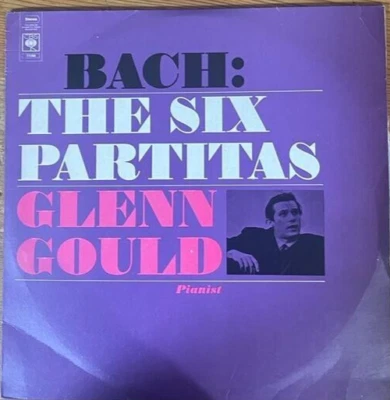 BACH:
THE SIX
PARTITAS
GLENN
GOULD
Pianist